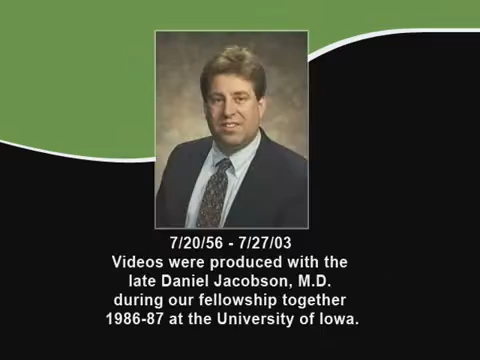 7/20/56 - 7/27/03
Videos were produced with the
late Daniel Jacobson, M.D.
during our fellowship together
1986-87 at the University of Iowa.